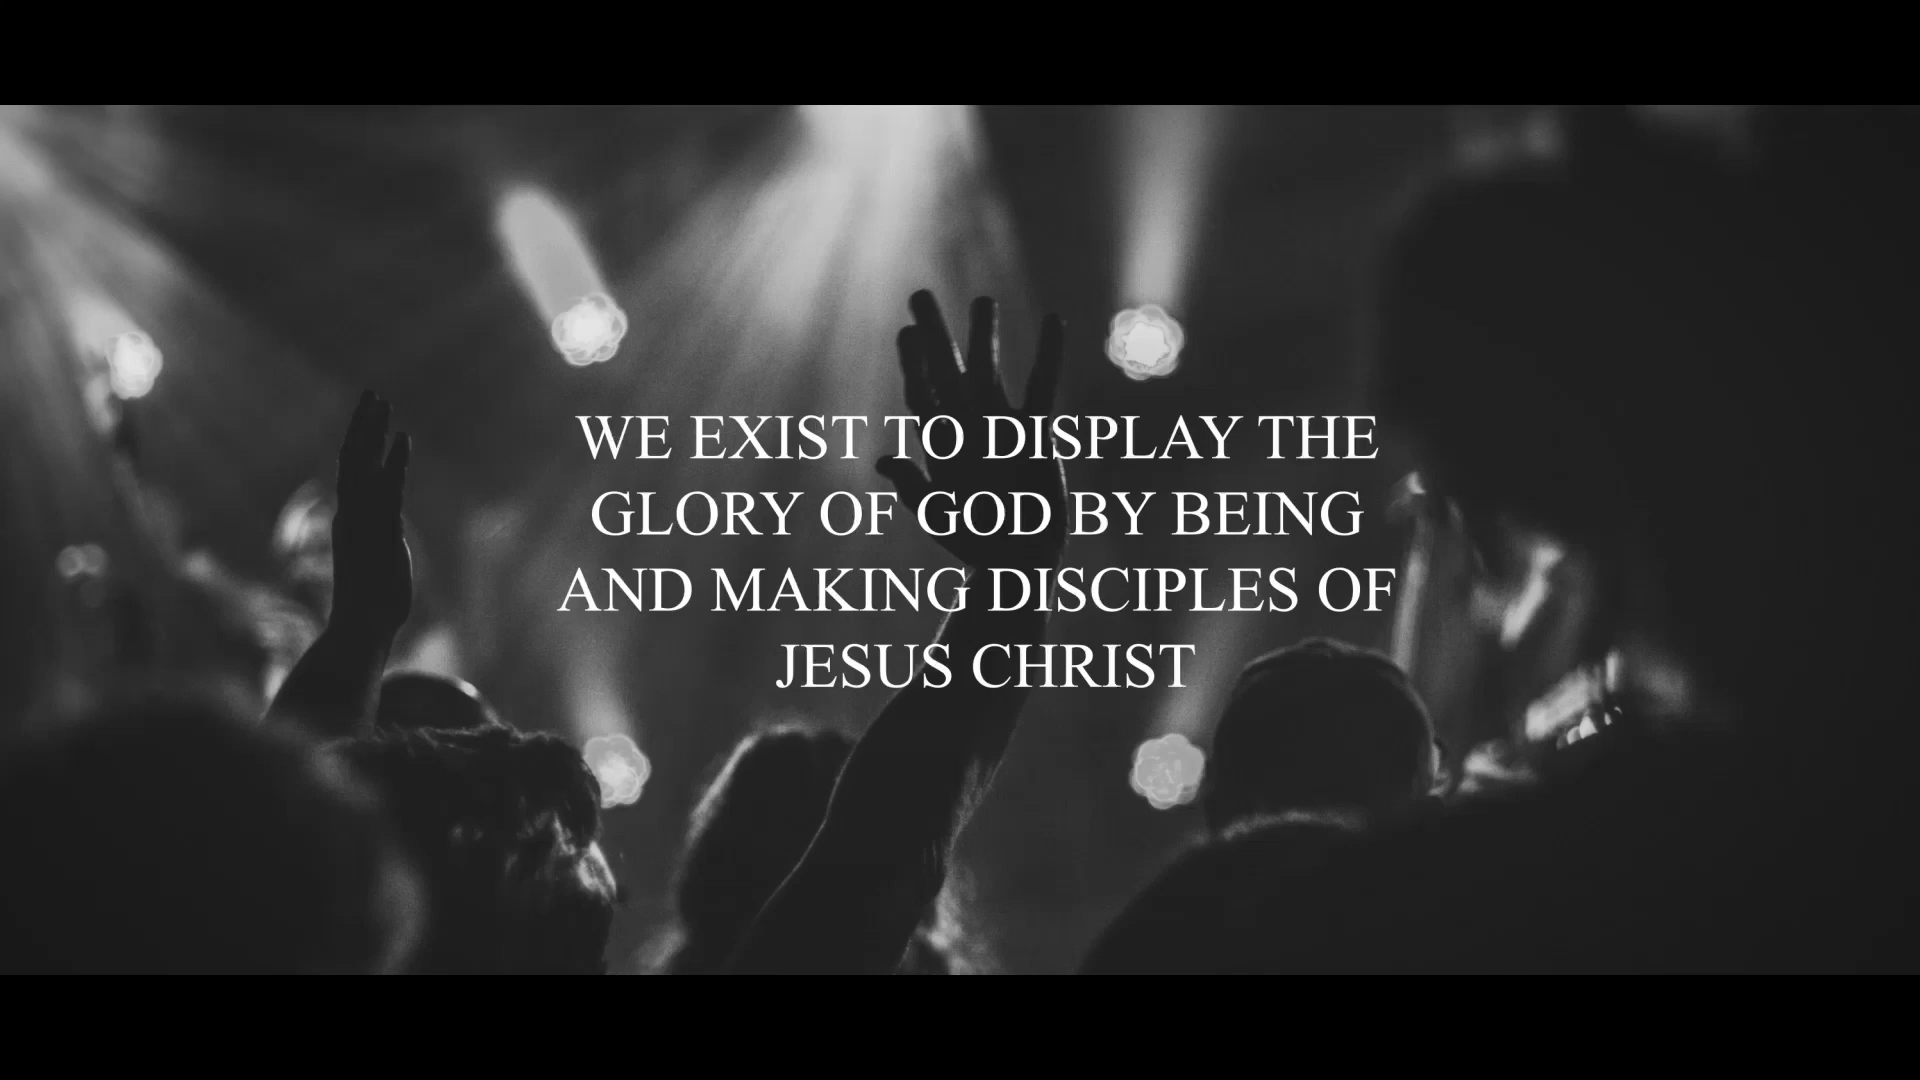 WE EXIST TO DISPLAY THE
GLORY OF GOD BY BEING
AND MAKING DISCIPLES OF
JESUS CHRIST